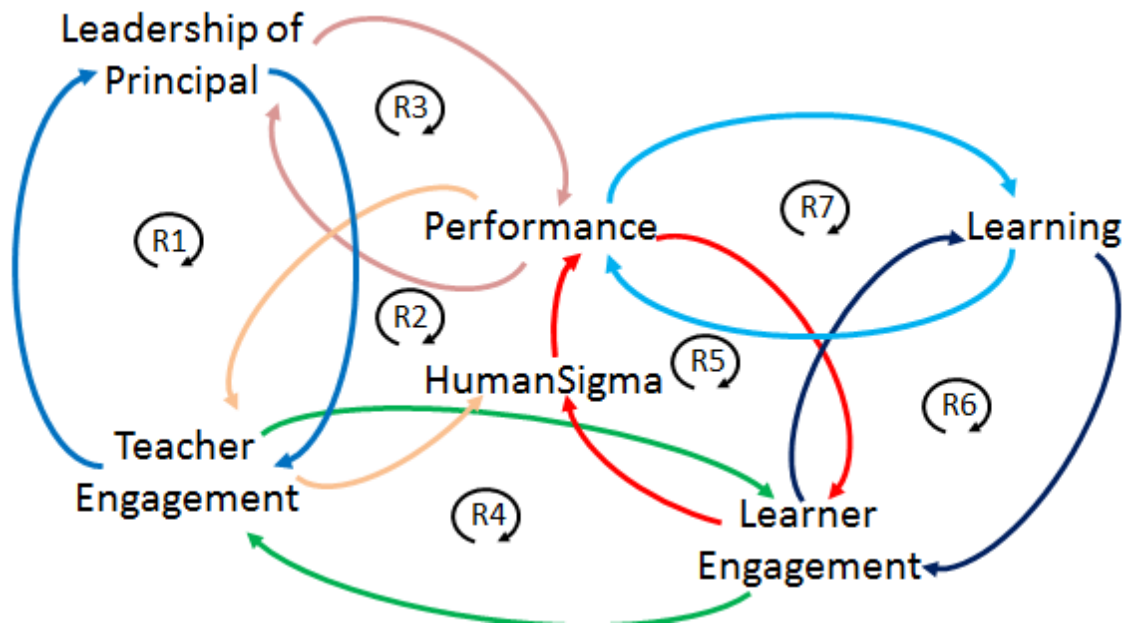 Leadership of
Principal
R3
R1
Performance
R7
Learning
R2
HumanSigma
R5
R6
Teacher
Engagement
R4
Learner
Engagement